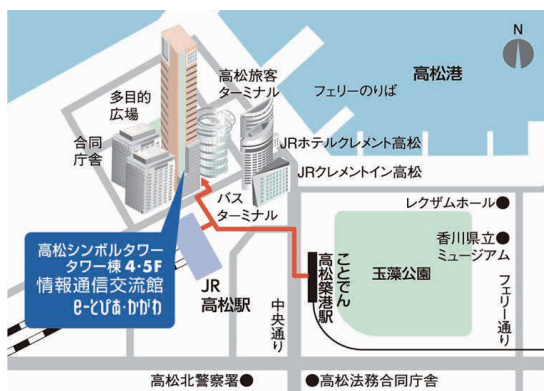 N
高松港
高松旅客
ターミナル
フェリーのりば
多目的
広場
合同
庁舎
JRホテルクレメント高松
JRクレメントイン高松
バス
ターミナル
レクザムホール
香川県立
ミュージアム
高松シンボルタワー
タワー棟4・5F
情報通信交流館
e-とぴあ・かがわ
JR
高松駅
ことでん
高松築港駅
玉藻公園
中央通り
フェリー通り
高松北警察署
高松法務合同庁舎